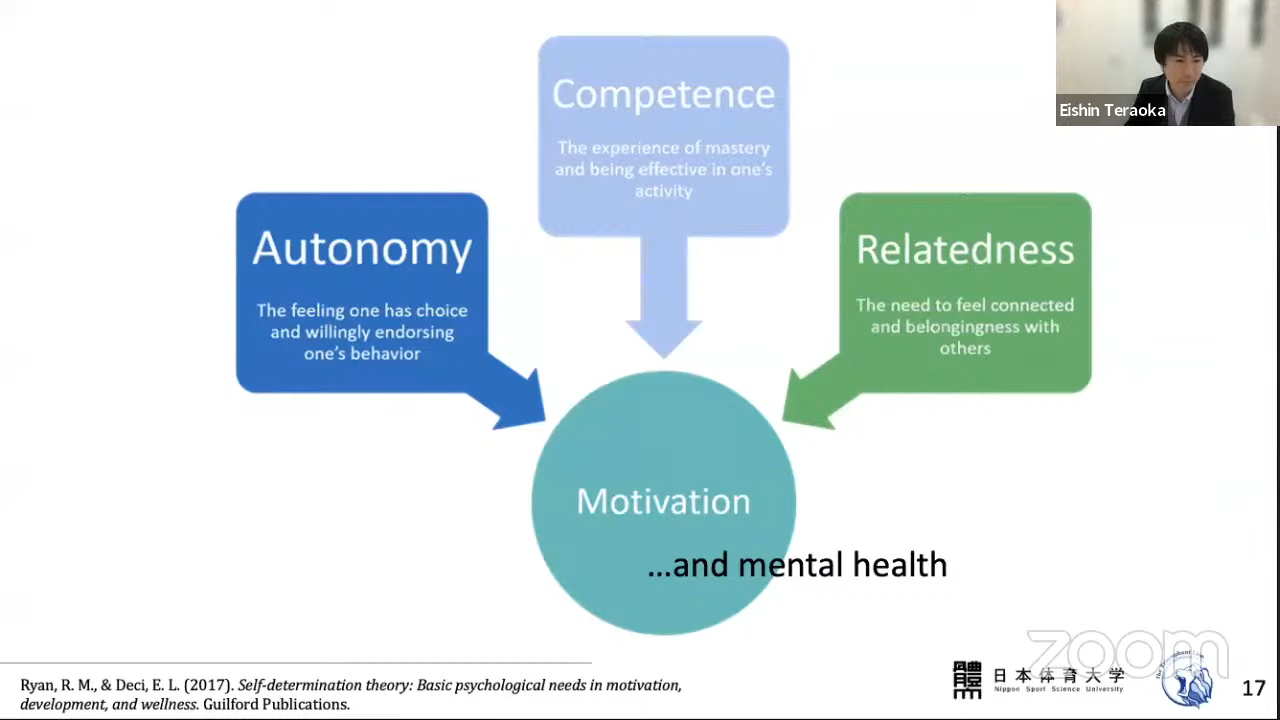 Competence
The experience of mastery
and being effective in one's
activity
Eishin Teraoka
Autonomy
The feeling one has choice
and willingly endorsing
one's behavior
Relatedness
The need to feel connected
and belongingness with
others
Motivation
...and mental health
zoom
Ryan, R. M., & Deci, E. L. (2017). Self-determination theory: Basic psychological needs in motivation,
development, and wellness. Guilford Publications.
日本体育大学
Nippon Sport Science University
17